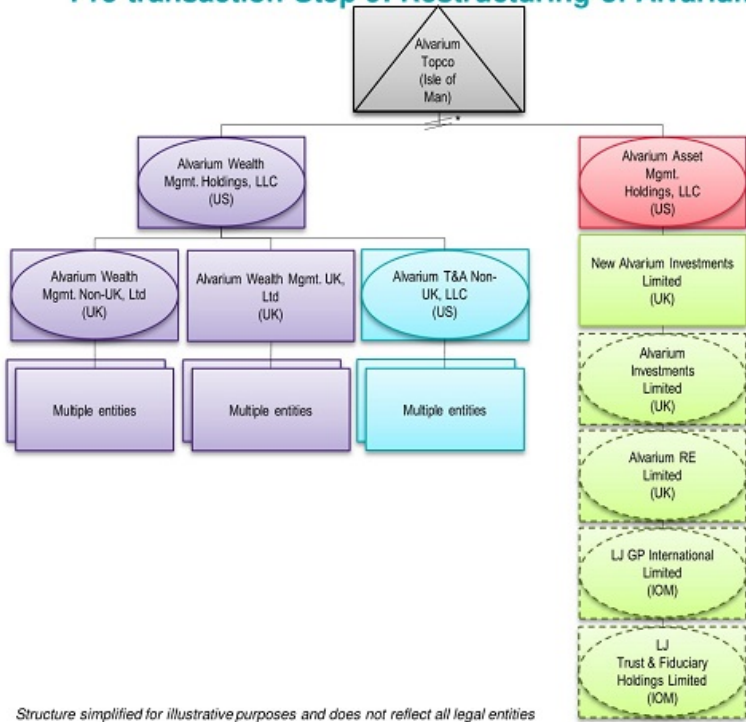 Alvarium
Topco
(Isle of
Man)
*
Alvarium Wealth
Mgmt. Holdings, LLC
(US)
Alvarium Asset
Mgmt.
Holdings, LLC
(US)
Alvarium Wealth
Mgmt. Non-UK, Ltd
(UK)
Alvarium Wealth Mgmt. UK,
Ltd
(UK)
Alvarium T&A Non-
UK, LLC
(US)
New Alvarium Investments
Limited
(UK)
Multiple entities
Multiple entities
Multiple entities
Alvarium
Investments
Limited
(UK)
Alvarium RE
Limited
(UK)
LJ GP International
Limited
(IOM)
LJ
Trust & Fiduciary
Holdings Limited
(IOM)
Structure simplified for illustrative purposes and does not reflect all legal entities